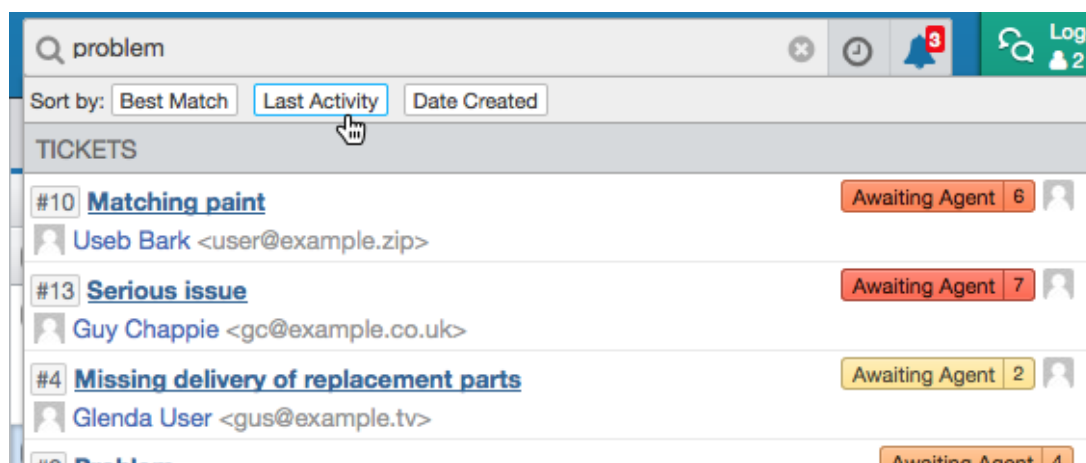 problem
3
Log
2
Sort by: Best Match Last Activity Date Created
TICKETS
#10 Matching paint Awaiting Agent 6
Useb Bark <user@example.zip>
#13 Serious issue Awaiting Agent 7
Guy Chappie <gc@example.co.uk>
#4 Missing delivery of replacement parts Awaiting Agent 2
Glenda User <gus@example.tv>
Problem Awaiting Agent 4